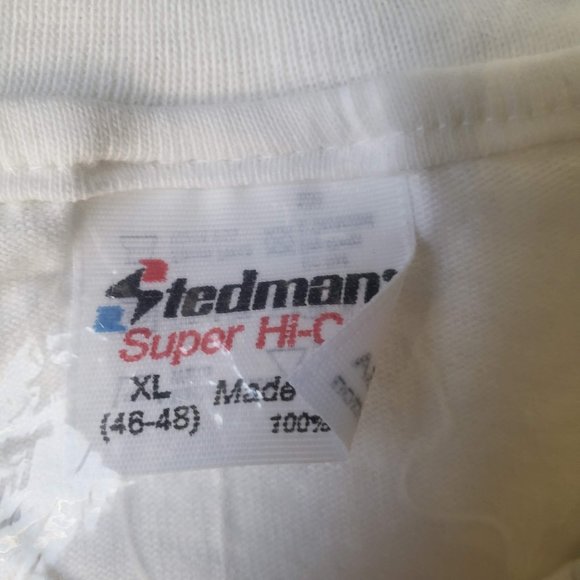 Stedman®
Super Hi-C
XL Made
(46-48) 100%